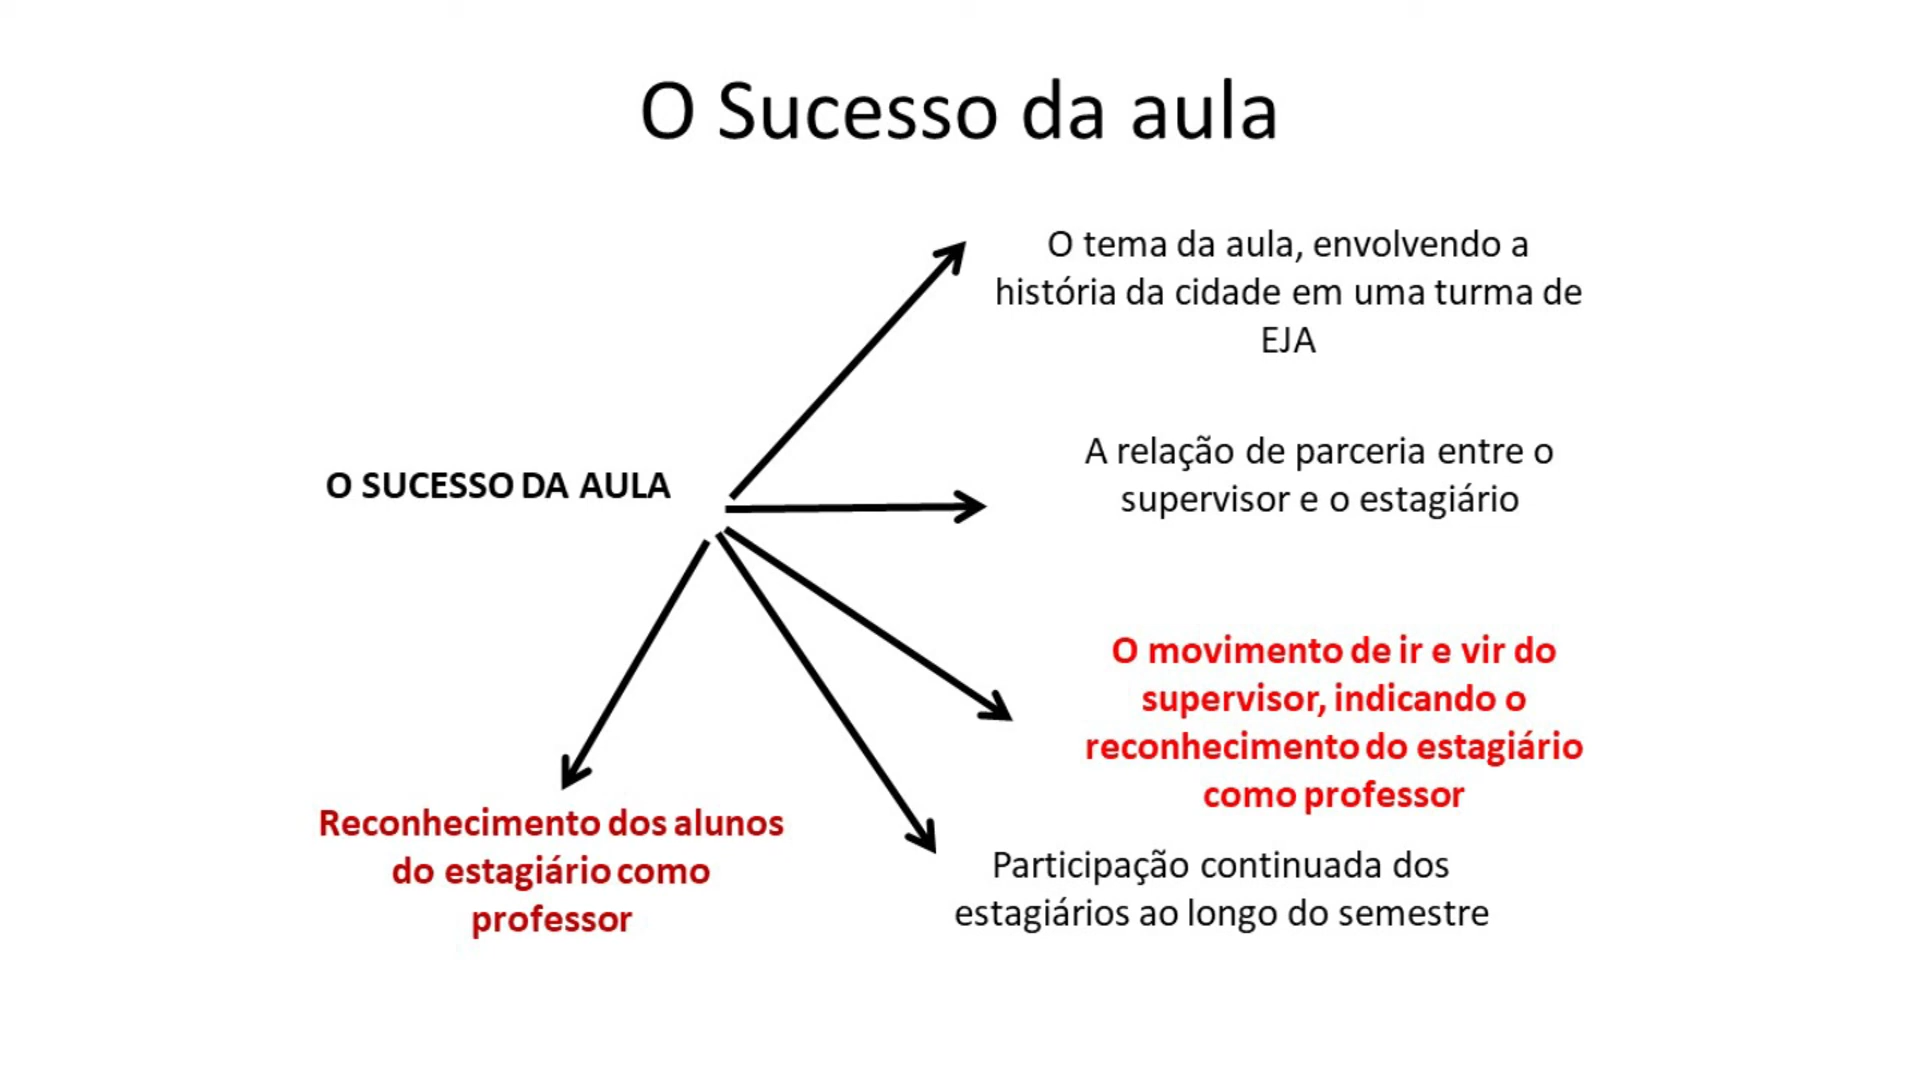 O Sucesso da aula
O tema da aula, envolvendo a
história da cidade em uma turma de
EJA
O SUCESSO DA AULA
A relação de parceria entre o
supervisor e o estagiário
O movimento de ir e vir do
supervisor, indicando o
reconhecimento do estagiário
como professor
Reconhecimento dos alunos
do estagiário como
professor
Participação continuada dos
estagiários ao longo do semestre